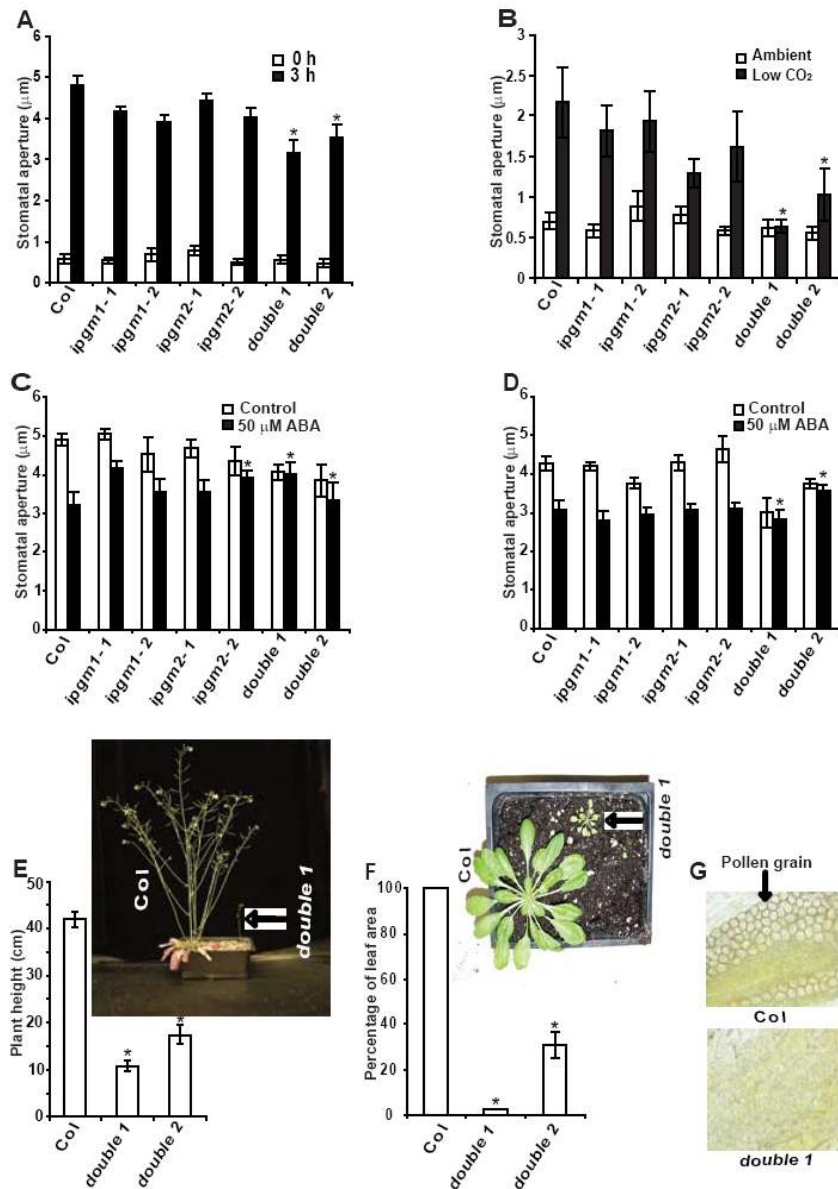 A
Stomatal aperture (μm)
6
5
4
3
2
1
0
0 h
3 h
*
*
Col
ipgm1-1
ipgm1-2
ipgm2-1
ipgm2-2
double 1
double 2
B
Stomatal aperture (μm)
3
2.5
2
1.5
1
0.5
0
Ambient
Low CO₂
*
*
Col
ipgm1-1
ipgm1-2
ipgm2-1
ipgm2-2
double 1
double 2
C
Stomatal aperture (μm)
6
5
4
3
2
1
0
Control
50 μM ABA
*
*
*
Col
ipgm1-1
ipgm1-2
ipgm2-1
ipgm2-2
double 1
double 2
D
Stomatal aperture (μm)
6
5
4
3
2
1
0
Control
50 μM ABA
*
*
Col
ipgm1-1
ipgm1-2
ipgm2-1
ipgm2-2
double 1
double 2
E
Plant height (cm)
50
40
30
20
10
0
Col
double 1
*
*
Col
double 1
double 2
F
Percentage of leaf area
100
80
60
40
20
0
Col
double 1
*
*
Col
double 1
double 2
G
Pollen grain
Col
double 1